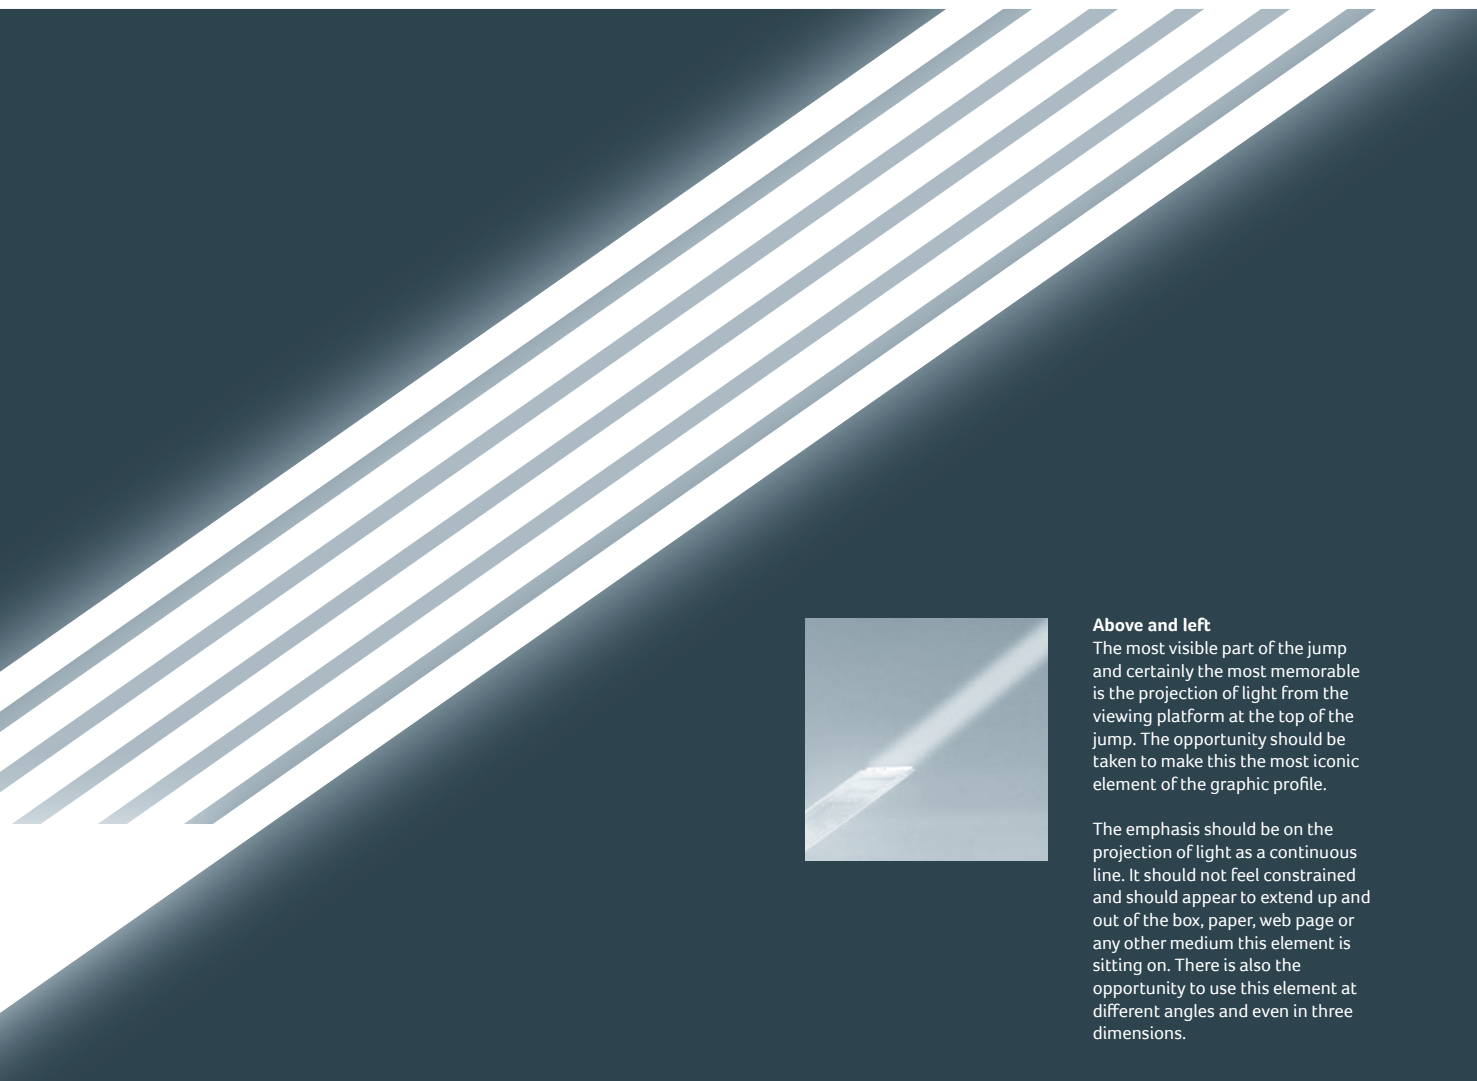 Above and left
The most visible part of the jump
and certainly the most memorable
is the projection of light from the
viewing platform at the top of the
jump. The opportunity should be
taken to make this the most iconic
element of the graphic profile.
The emphasis should be on the
projection of light as a continuous
line. It should not feel constrained
and should appear to extend up and
out of the box, paper, web page or
any other medium this element is
sitting on. There is also the
opportunity to use this element at
different angles and even in three
dimensions.